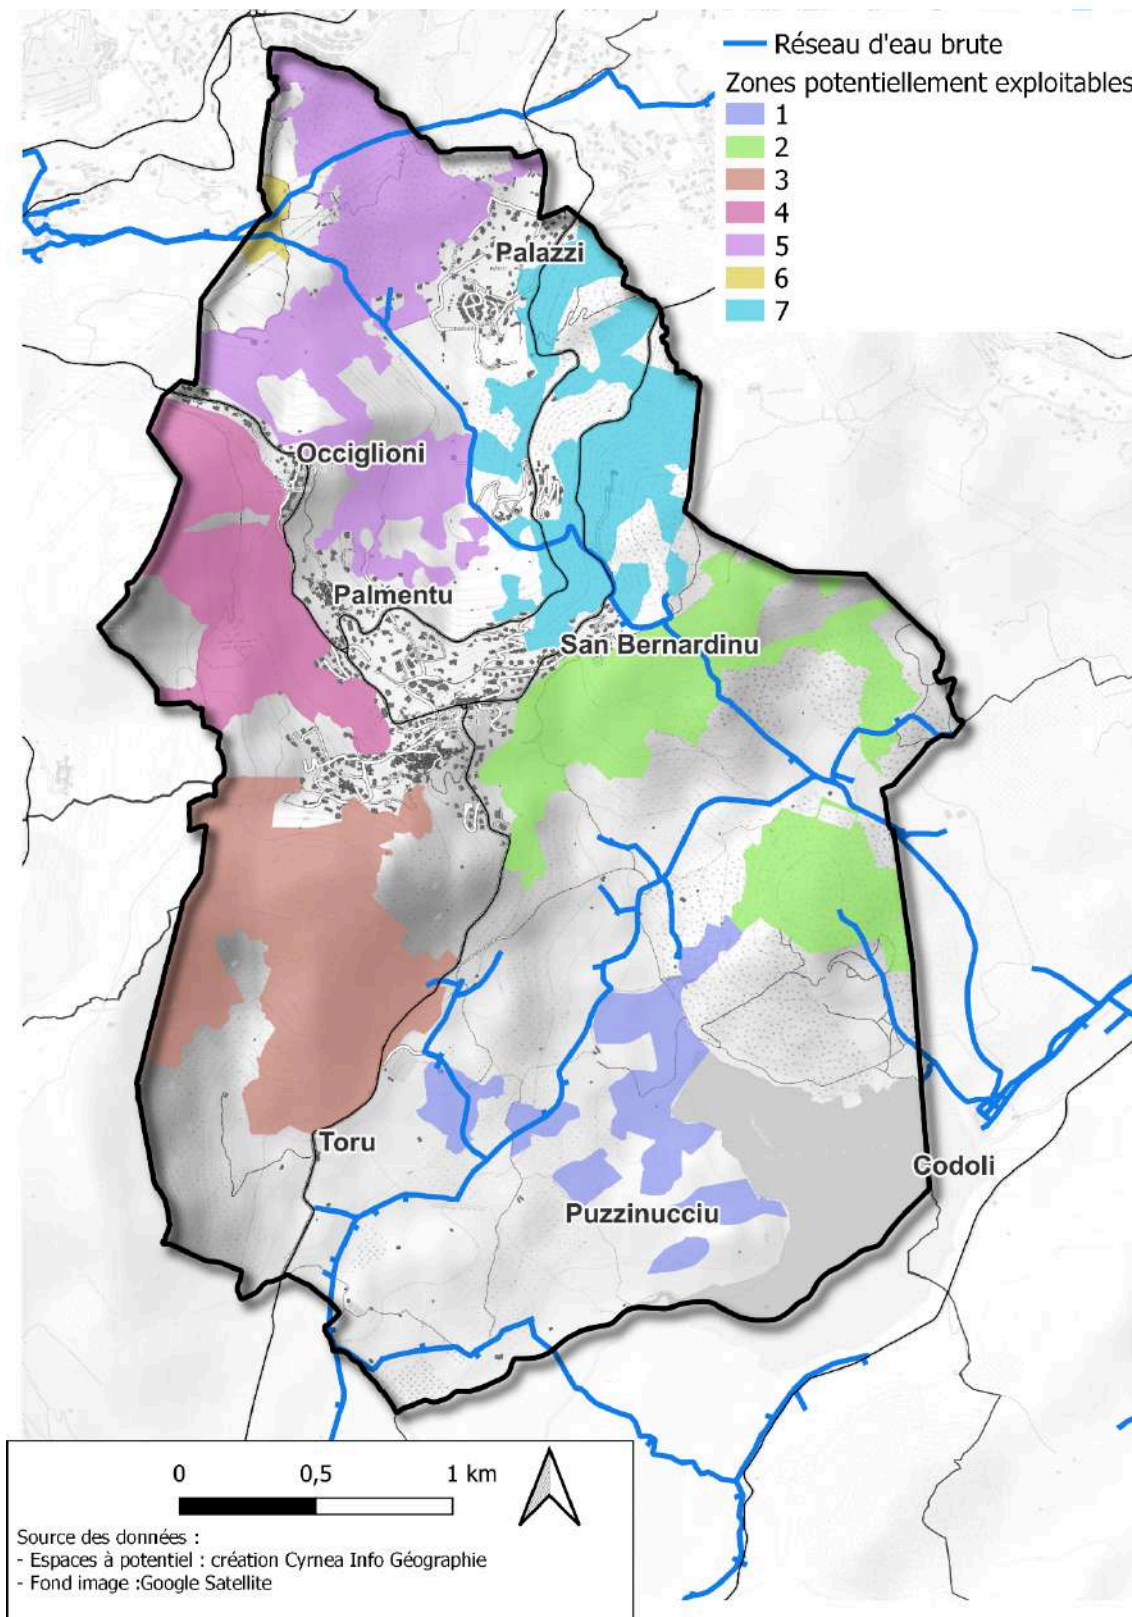 Réseau d'eau brute
Zones potentiellement exploitables
1
2
3
4
5
6
7
Palazzi
Occiglioni
Palmentu
San Bernardinu
Toru
Codoli
Puzzinucciu
0 0,5 1 km
Source des données :
- Espaces à potentiel : création Cyrnea Info Géographie
- Fond image :Google Satellite